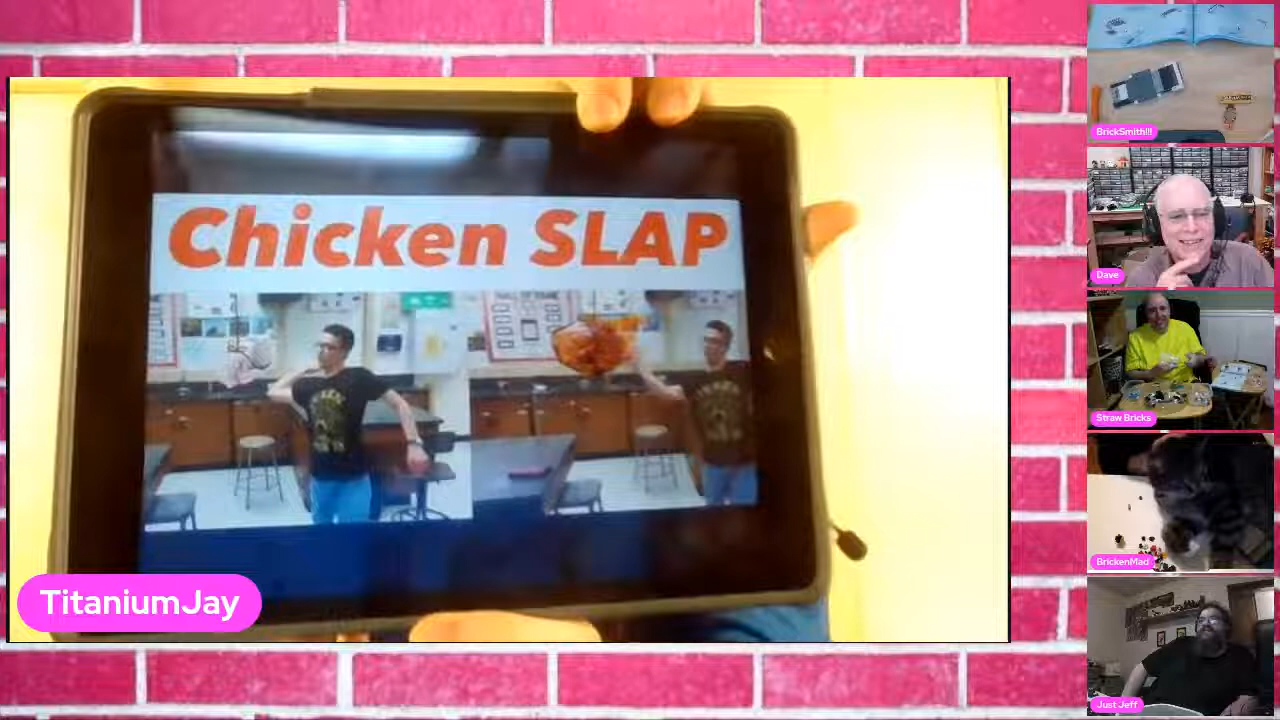 Chicken SLAP
TitaniumJay
BrickSmith!!!
Dave
Straw Bricks
BrickenMad
Just Jeff